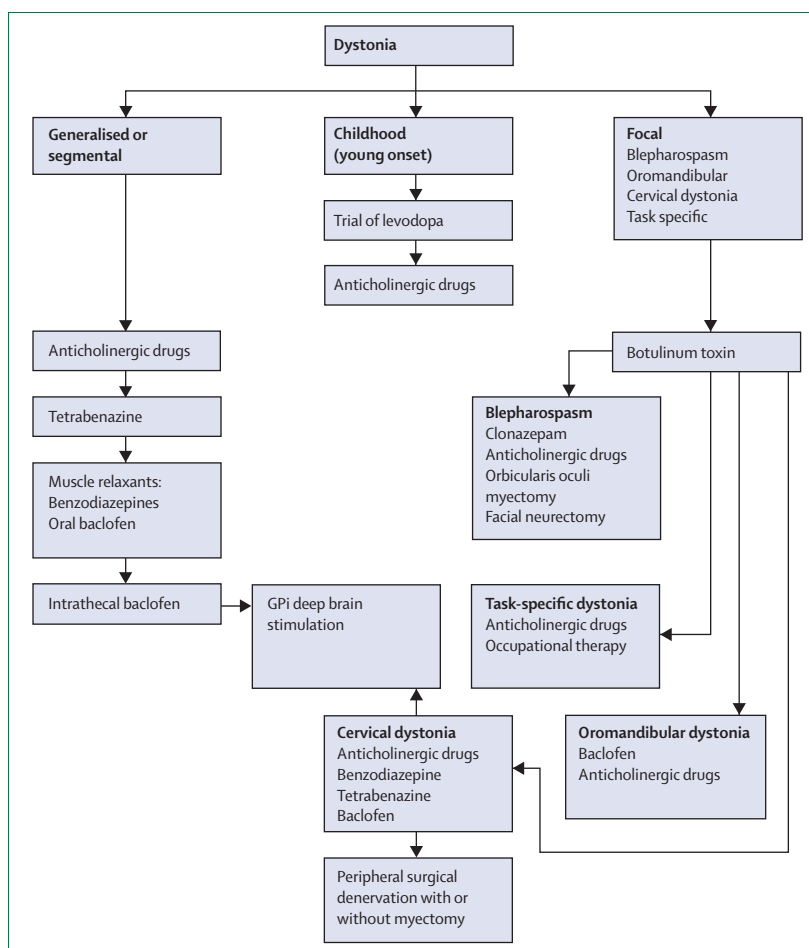 Dystonia
Generalised or
segmental
Childhood
(young onset)
Focal
Blepharospasm
Oromandibular
Cervical dystonia
Task specific
Trial of levodopa
Anticholinergic drugs
Anticholinergic drugs
Botulinum toxin
Tetrabenazine
Blepharospasm
Clonazepam
Anticholinergic drugs
Orbicularis oculi
myectomy
Facial neurectomy
Muscle relaxants:
Benzodiazepines
Oral baclofen
Intrathecal baclofen
GPi deep brain
stimulation
Task-specific dystonia
Anticholinergic drugs
Occupational therapy
Cervical dystonia
Anticholinergic drugs
Benzodiazepine
Tetrabenazine
Baclofen
Oromandibular dystonia
Baclofen
Anticholinergic drugs
Peripheral surgical
denervation with or
without myectomy